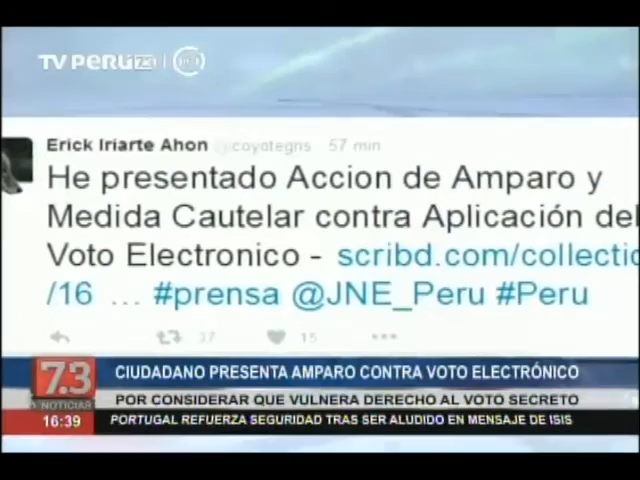 TV PERU 7.3
Erick Iriarte Ahon @coyotegris 57 min
He presentado Accion de Amparo y
Medida Cautelar contra Aplicación del
Voto Electronico - scribd.com/collectio
/16 ... #prensa @JNE_Peru #Peru
37 15
7.3
Y NOTICIAS
CIUDADANO PRESENTA AMPARO CONTRA VOTO ELECTRÓNICO
POR CONSIDERAR QUE VULNERA DERECHO AL VOTO SECRETO
16:39 PORTUGAL REFUERZA SEGURIDAD TRAS SER ALUDIDO EN MENSAJE DE ISIS